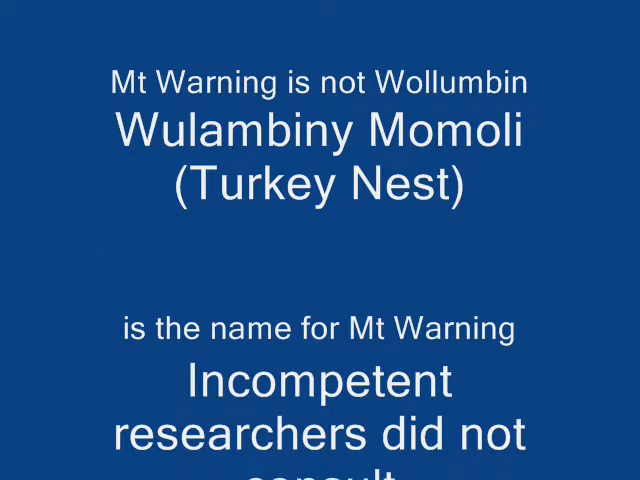 Mt Warning is not Wollumbin
Wulambiny Momoli
(Turkey Nest)
is the name for Mt Warning
Incompetent
researchers did not
consult